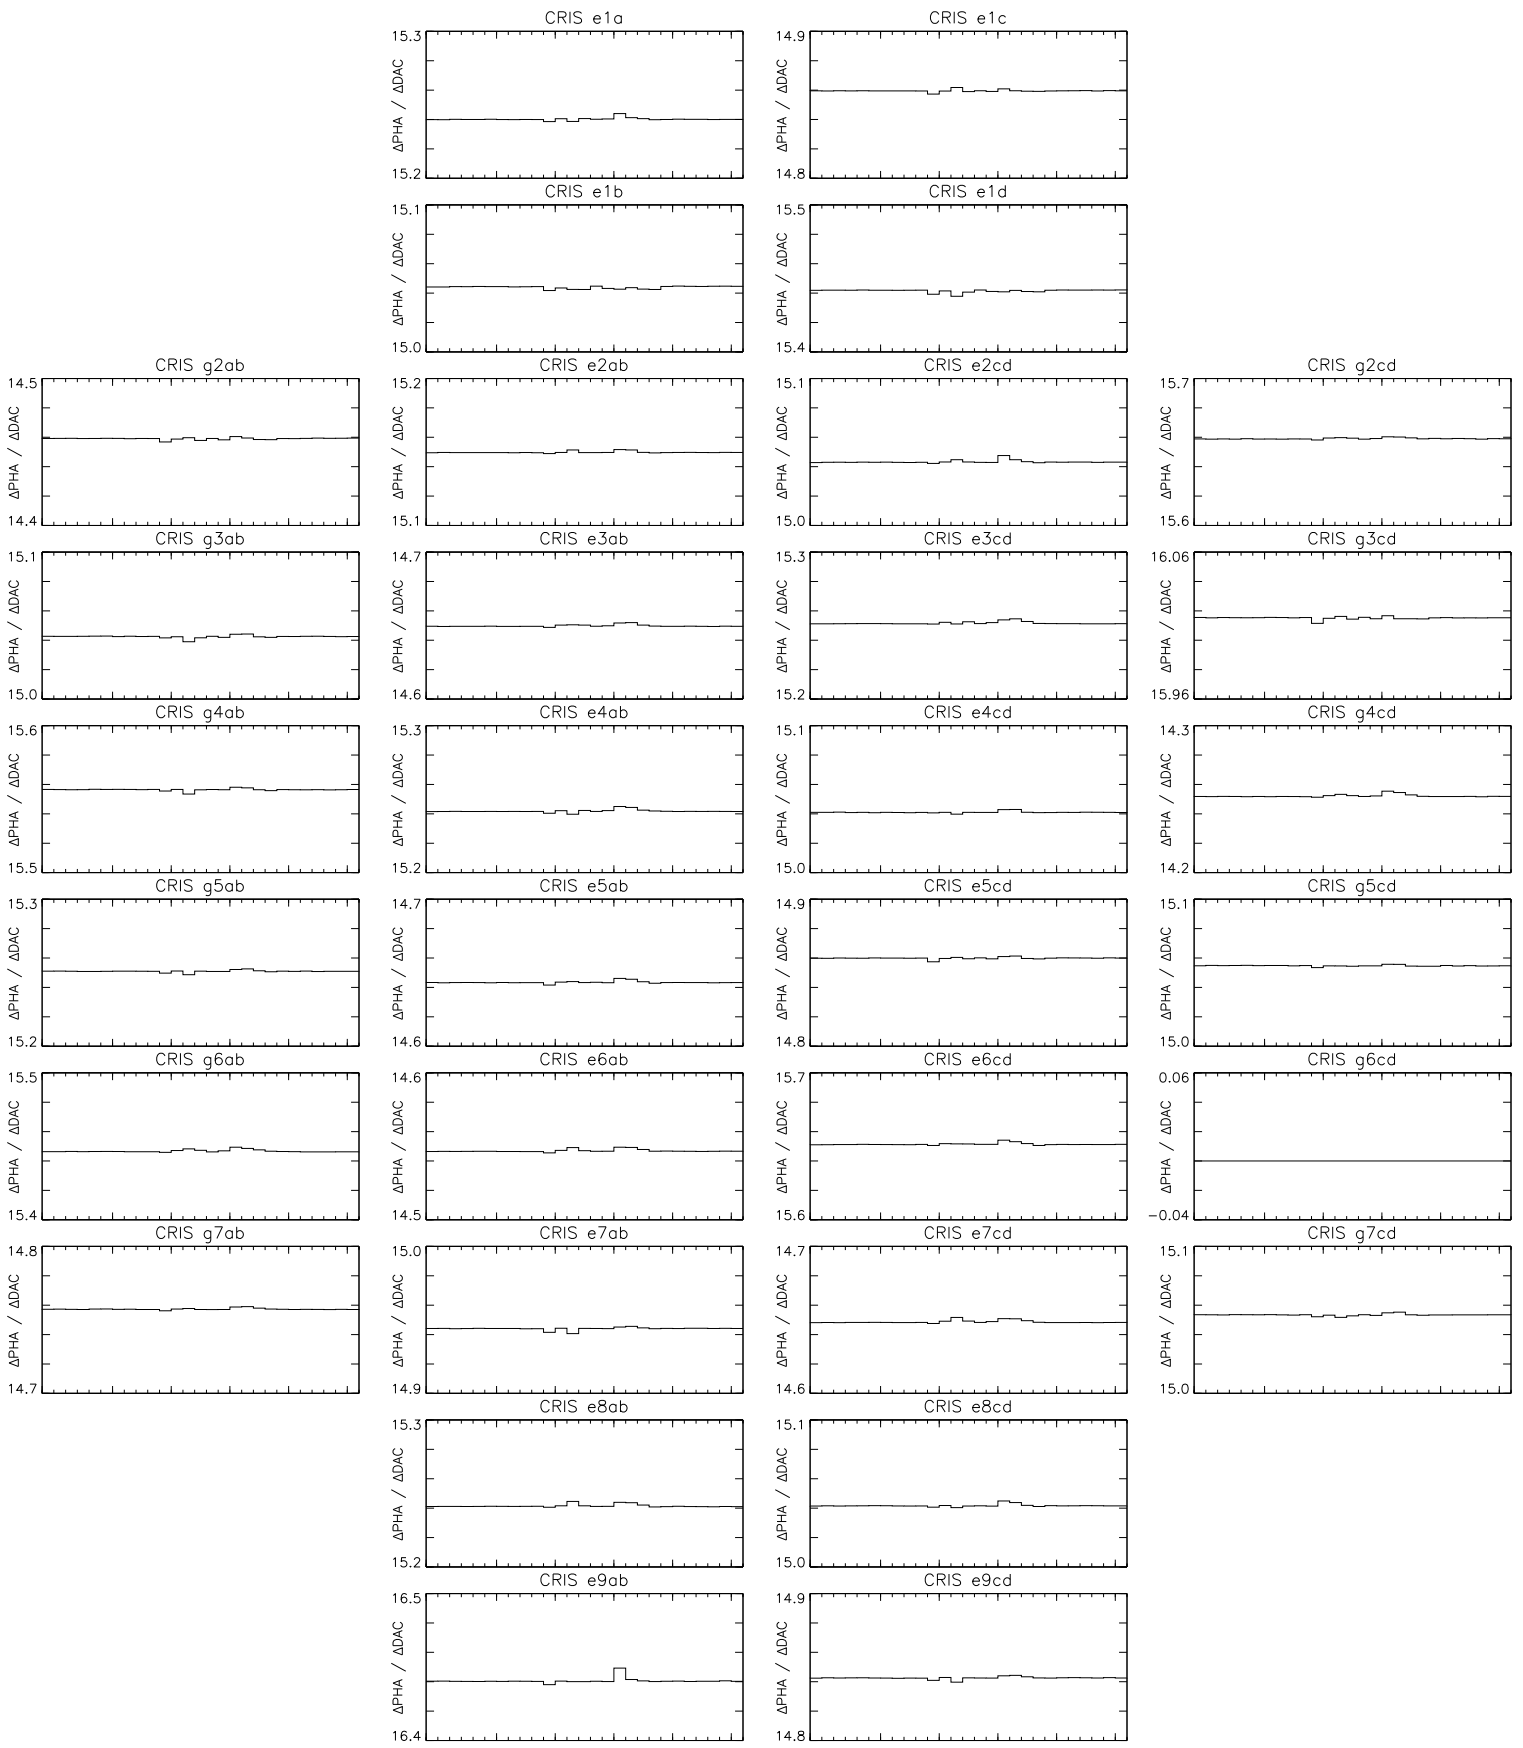 CRIS e1a
CRIS e1c
15.3
ΔPHA / ΔDAC
15.2
14.9
ΔPHA / ΔDAC
14.8
CRIS e1b
CRIS e1d
15.1
ΔPHA / ΔDAC
15.0
15.5
ΔPHA / ΔDAC
15.4
CRIS g2ab
CRIS e2ab
CRIS e2cd
CRIS g2cd
14.5
ΔPHA / ΔDAC
14.4
15.2
ΔPHA / ΔDAC
15.1
15.1
ΔPHA / ΔDAC
15.0
15.7
ΔPHA / ΔDAC
15.6
CRIS g3ab
CRIS e3ab
CRIS e3cd
CRIS g3cd
15.1
ΔPHA / ΔDAC
15.0
14.7
ΔPHA / ΔDAC
14.6
15.3
ΔPHA / ΔDAC
15.2
16.06
ΔPHA / ΔDAC
15.96
CRIS g4ab
CRIS e4ab
CRIS e4cd
CRIS g4cd
15.6
ΔPHA / ΔDAC
15.5
15.3
ΔPHA / ΔDAC
15.2
15.1
ΔPHA / ΔDAC
15.0
14.3
ΔPHA / ΔDAC
14.2
CRIS g5ab
CRIS e5ab
CRIS e5cd
CRIS g5cd
15.3
ΔPHA / ΔDAC
15.2
14.7
ΔPHA / ΔDAC
14.6
14.9
ΔPHA / ΔDAC
14.8
15.1
ΔPHA / ΔDAC
15.0
CRIS g6ab
CRIS e6ab
CRIS e6cd
CRIS g6cd
15.5
ΔPHA / ΔDAC
15.4
14.6
ΔPHA / ΔDAC
14.5
15.7
ΔPHA / ΔDAC
15.6
0.06
ΔPHA / ΔDAC
−0.04
CRIS g7ab
CRIS e7ab
CRIS e7cd
CRIS g7cd
14.8
ΔPHA / ΔDAC
14.7
15.0
ΔPHA / ΔDAC
14.9
14.7
ΔPHA / ΔDAC
14.6
15.1
ΔPHA / ΔDAC
15.0
CRIS e8ab
CRIS e8cd
15.3
ΔPHA / ΔDAC
15.2
15.1
ΔPHA / ΔDAC
15.0
CRIS e9ab
CRIS e9cd
16.5
ΔPHA / ΔDAC
16.4
14.9
ΔPHA / ΔDAC
14.8